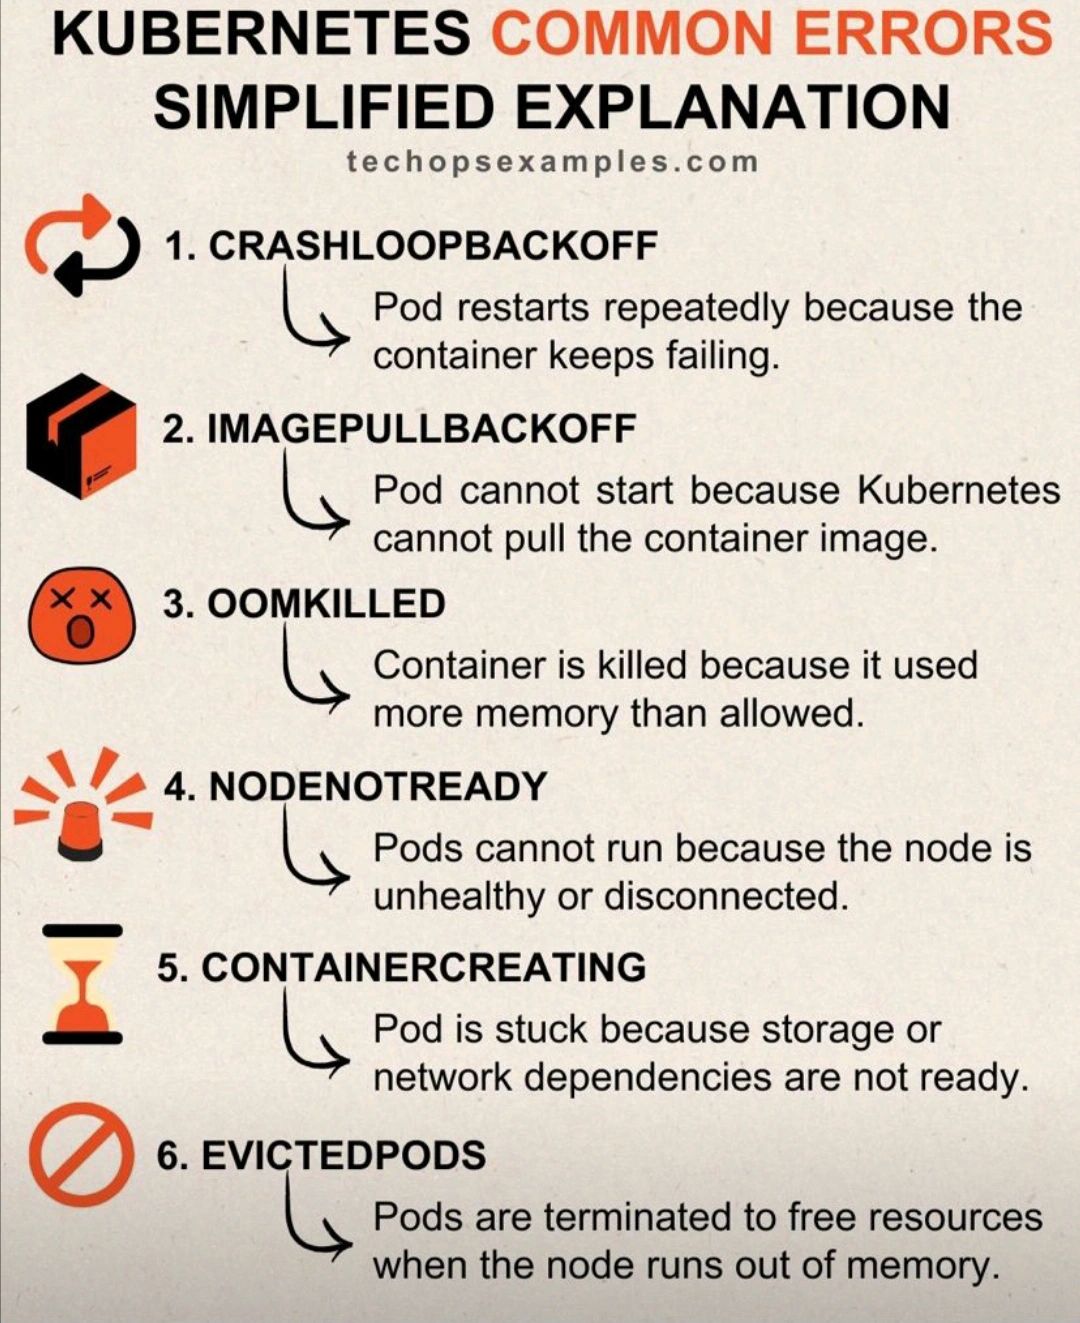 KUBERNETES COMMON ERRORS
SIMPLIFIED EXPLANATION
techopsexamples.com
1. CRASHLOOPBACKOFF
Pod restarts repeatedly because the
container keeps failing.
2. IMAGEPULLBACKOFF
Pod cannot start because Kubernetes
cannot pull the container image.
3. OOMKILLED
Container is killed because it used
more memory than allowed.
4. NODENOTREADY
Pods cannot run because the node is
unhealthy or disconnected.
5. CONTAINERCREATING
Pod is stuck because storage or
network dependencies are not ready.
6. EVICTEDPODS
Pods are terminated to free resources
when the node runs out of memory.